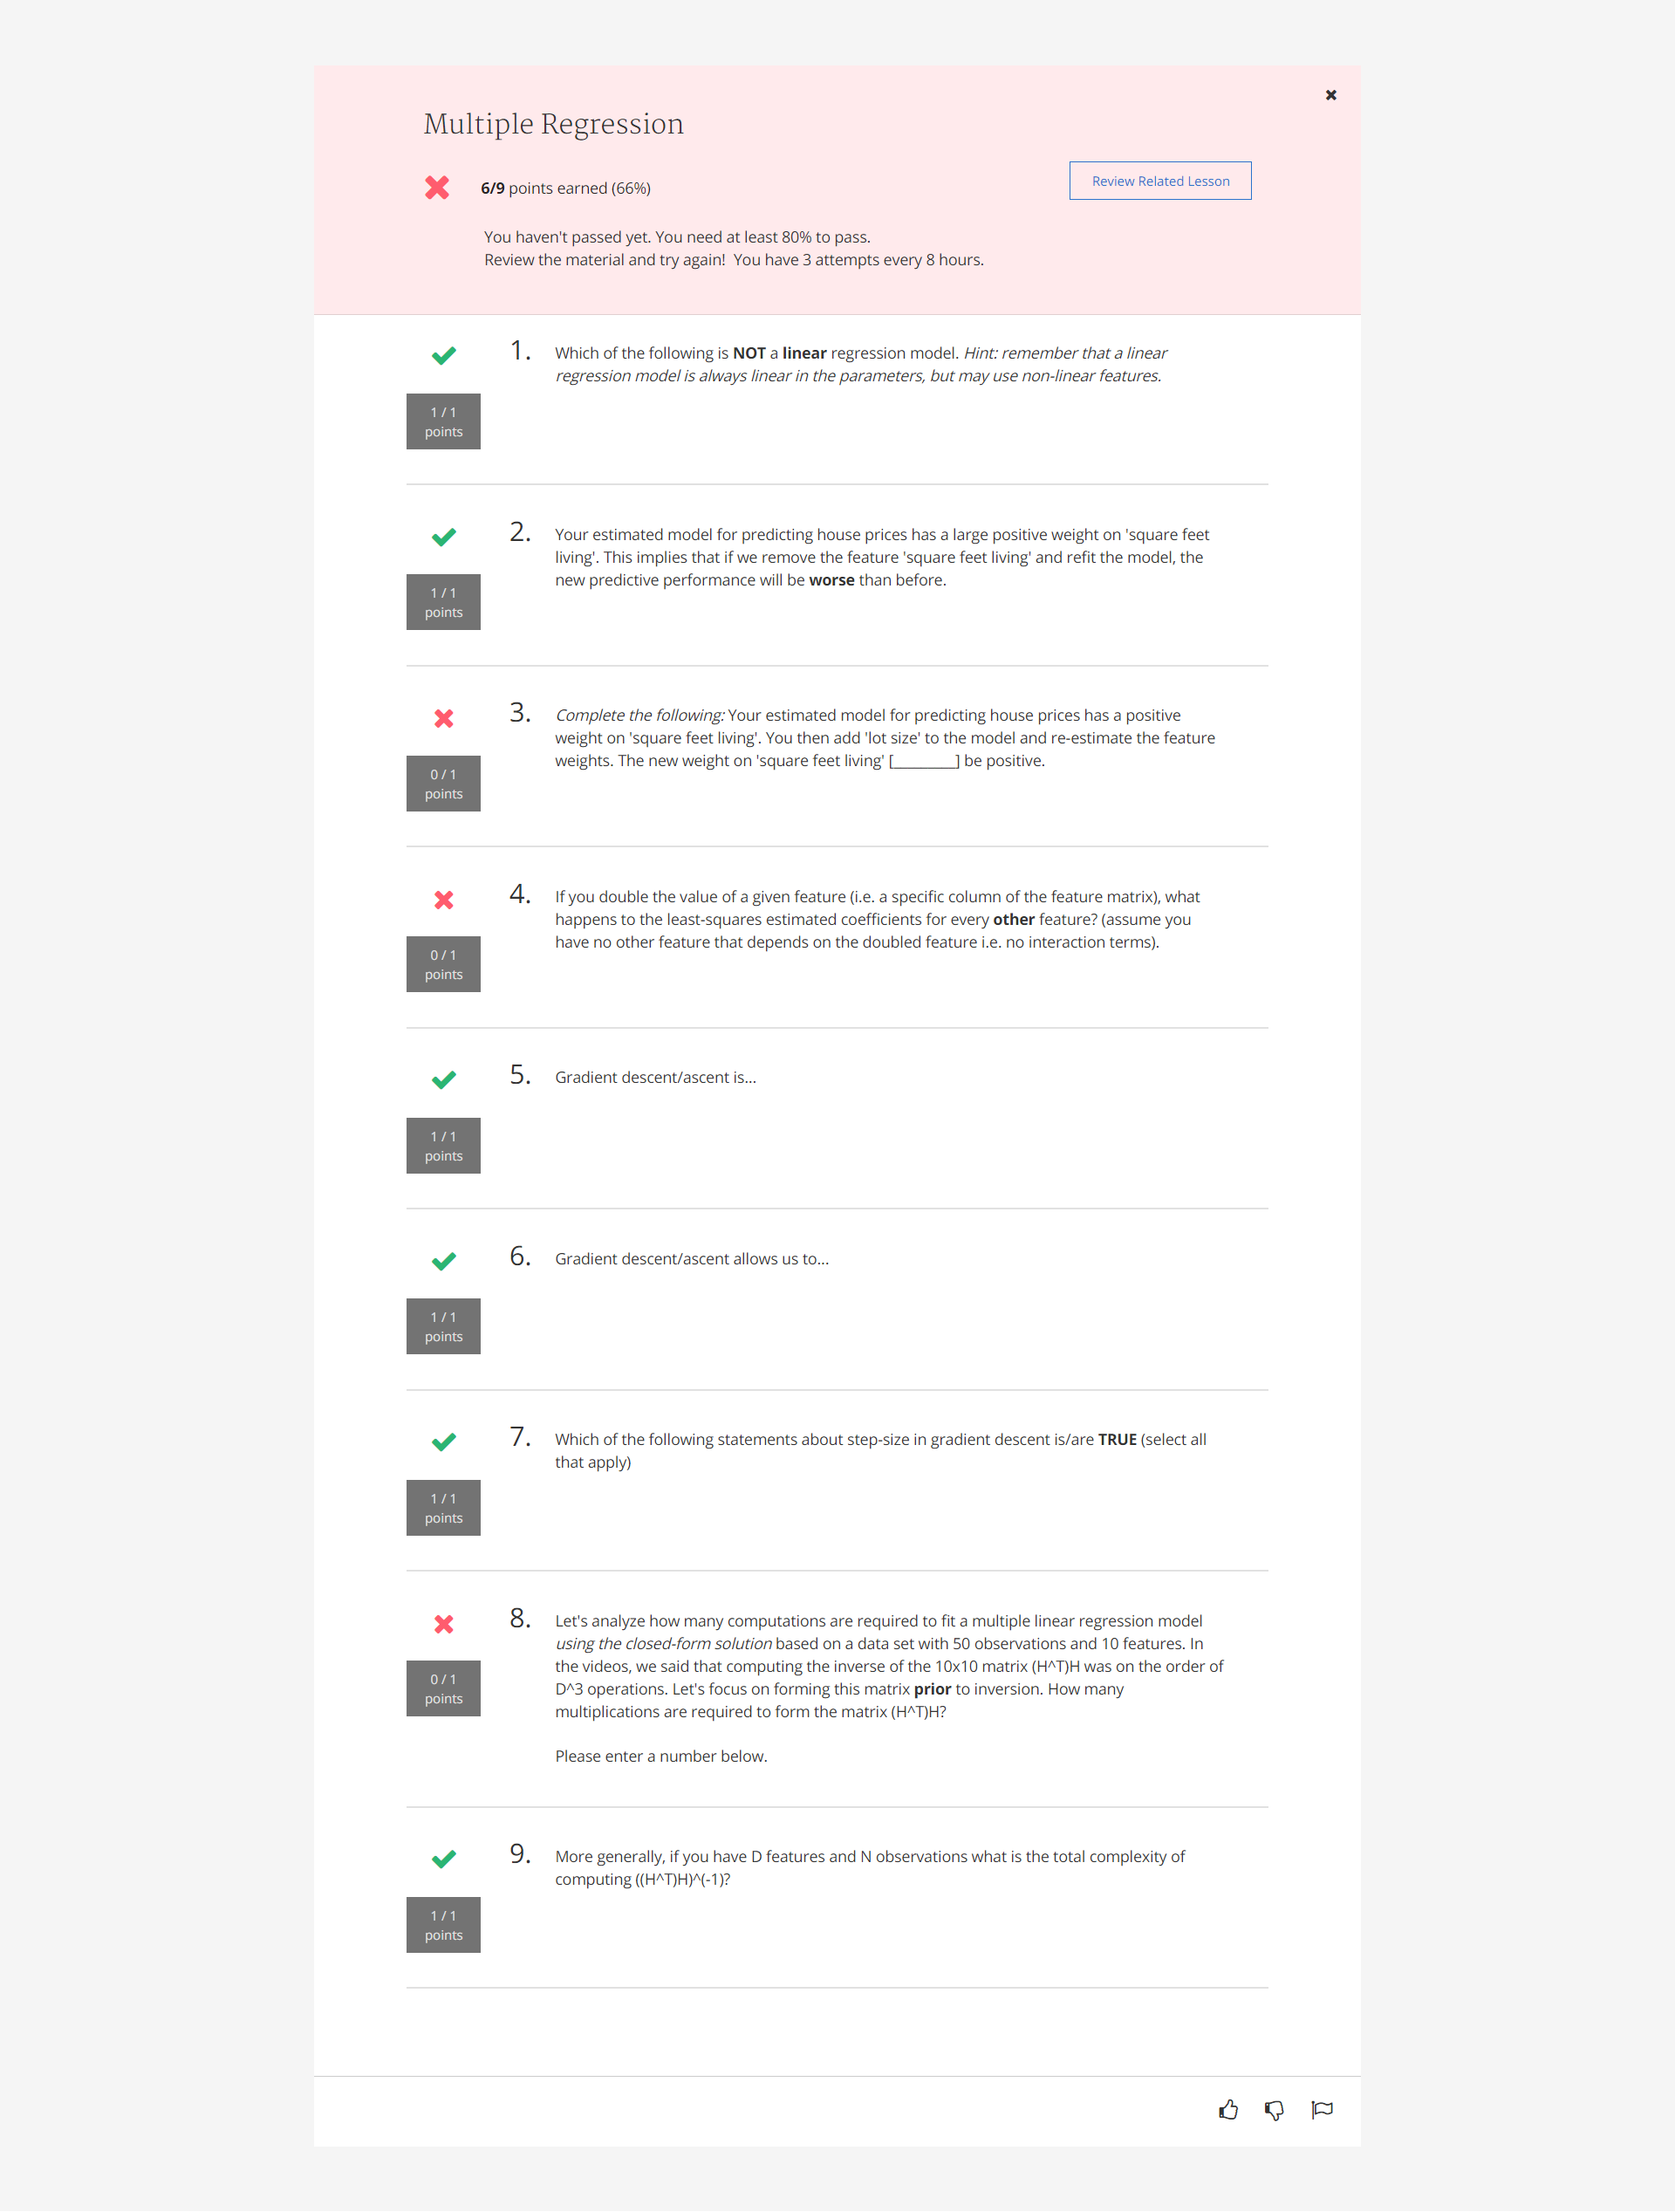 Multiple Regression
6/9 points earned (66%)
Review Related Lesson
You haven't passed yet. You need at least 80% to pass.
Review the material and try again!  You have 3 attempts every 8 hours.
1. Which of the following is NOT a linear regression model. Hint: remember that a linear
regression model is always linear in the parameters, but may use non-linear features.
1 / 1
points
2. Your estimated model for predicting house prices has a large positive weight on 'square feet
living'. This implies that if we remove the feature 'square feet living' and refit the model, the
new predictive performance will be worse than before.
1 / 1
points
3. Complete the following: Your estimated model for predicting house prices has a positive
weight on 'square feet living'. You then add 'lot size' to the model and re-estimate the feature
weights. The new weight on 'square feet living' [_________] be positive.
0 / 1
points
4. If you double the value of a given feature (i.e. a specific column of the feature matrix), what
happens to the least-squares estimated coefficients for every other feature? (assume you
have no other feature that depends on the doubled feature i.e. no interaction terms).
0 / 1
points
5. Gradient descent/ascent is...
1 / 1
points
6. Gradient descent/ascent allows us to...
1 / 1
points
7. Which of the following statements about step-size in gradient descent is/are TRUE (select all
that apply)
1 / 1
points
8. Let's analyze how many computations are required to fit a multiple linear regression model
using the closed-form solution based on a data set with 50 observations and 10 features. In
the videos, we said that computing the inverse of the 10x10 matrix (H^T)H was on the order of
D^3 operations. Let's focus on forming this matrix prior to inversion. How many
multiplications are required to form the matrix (H^T)H?
Please enter a number below.
0 / 1
points
9. More generally, if you have D features and N observations what is the total complexity of
computing ((H^T)H)^(-1)?
1 / 1
points